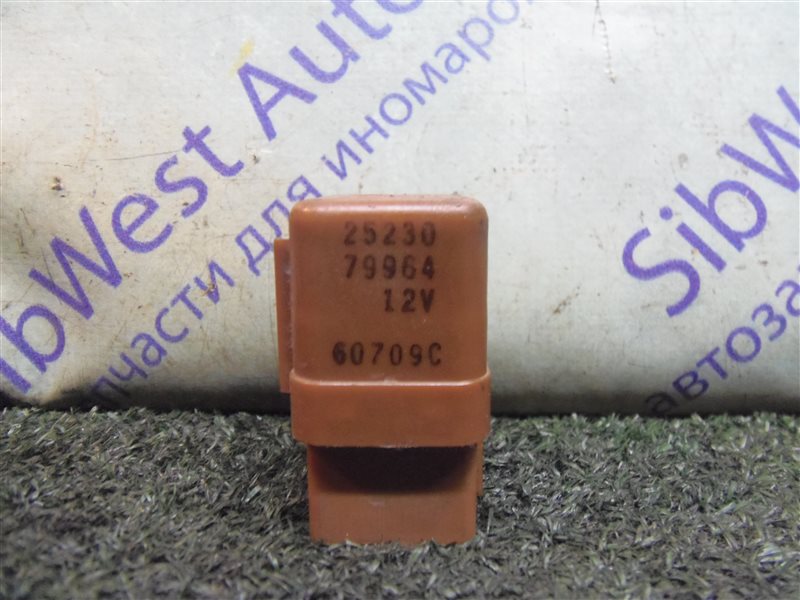 25230
79964
12V
60709C
SibWest Auto
запчасти для иномарок
SibW
автоза